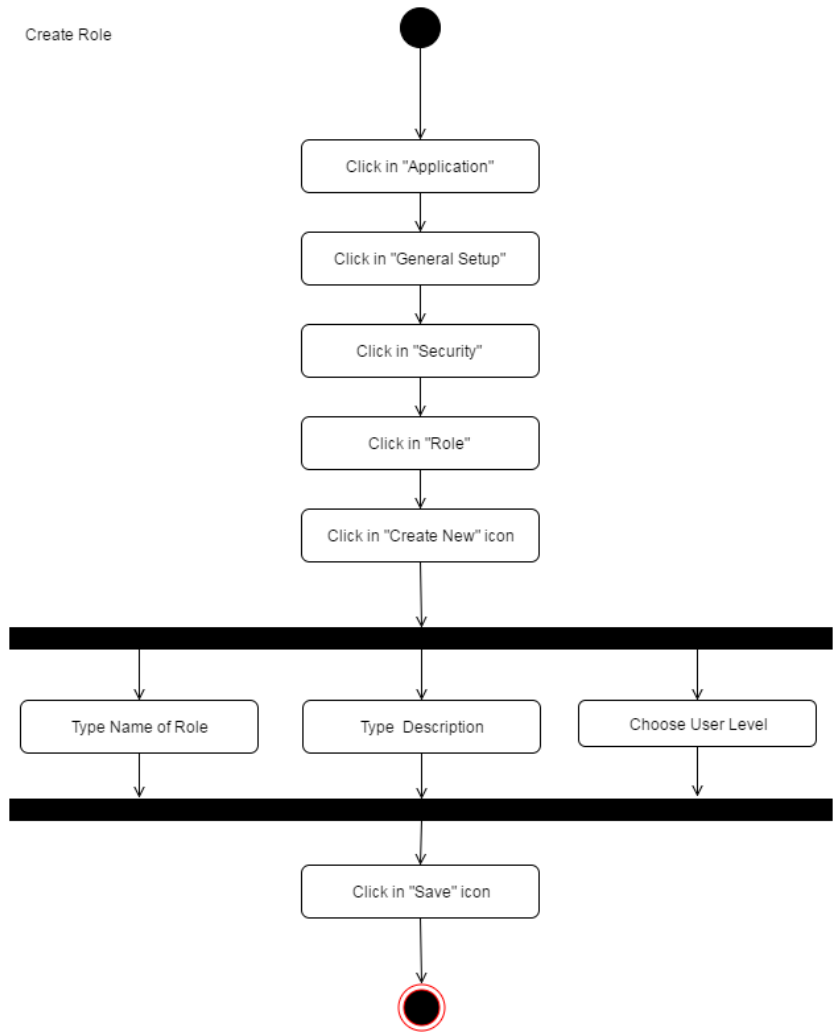 Create Role
Click in "Application"
Click in "General Setup"
Click in "Security"
Click in "Role"
Click in "Create New" icon
Type Name of Role
Type  Description
Choose User Level
Click in "Save" icon